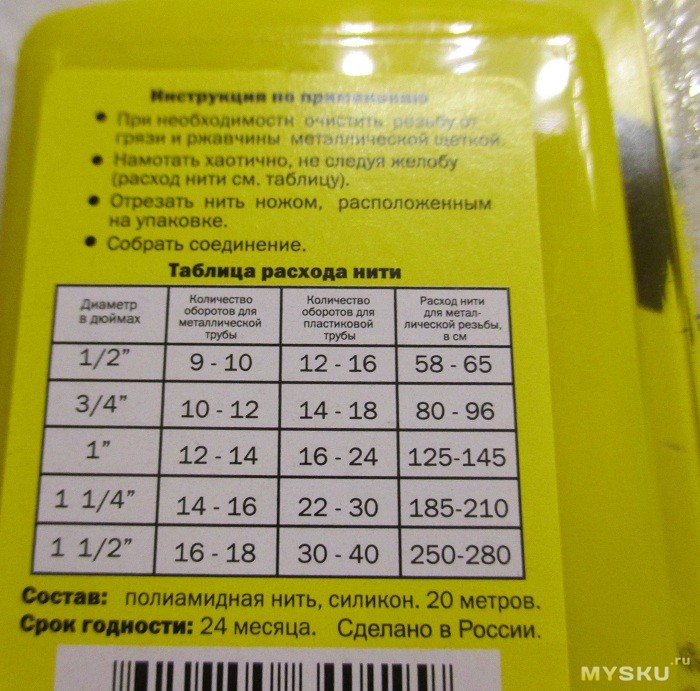 Инструкция по применению
• При необходимости очистить резьбу от
грязи и ржавчины металлической щеткой.
• Намотать хаотично, не следуя желобу
(расход нити см. таблицу).
• Отрезать нить ножом, расположенным
на упаковке.
• Собрать соединение.
Таблица расхода нити
Диаметр в дюймах | Количество оборотов для металлической трубы | Количество оборотов для пластиковой трубы | Расход нити для метал-лической резьбы, в см
1/2” 9 - 10 12 - 16 58 - 65
3/4” 10 - 12 14 - 18 80 - 96
1” 12 - 14 16 - 24 125-145
1 1/4” 14 - 16 22 - 30 185-210
1 1/2” 16 - 18 30 - 40 250-280
Состав: полиамидная нить, силикон. 20 метров.
Срок годности: 24 месяца. Сделано в России.
MYSKU.ru